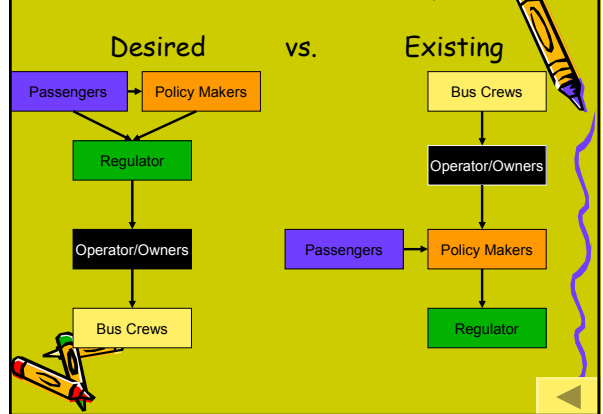 Desired vs. Existing
Passengers
Policy Makers
Regulator
Operator/Owners
Bus Crews
Bus Crews
Operator/Owners
Passengers
Policy Makers
Regulator